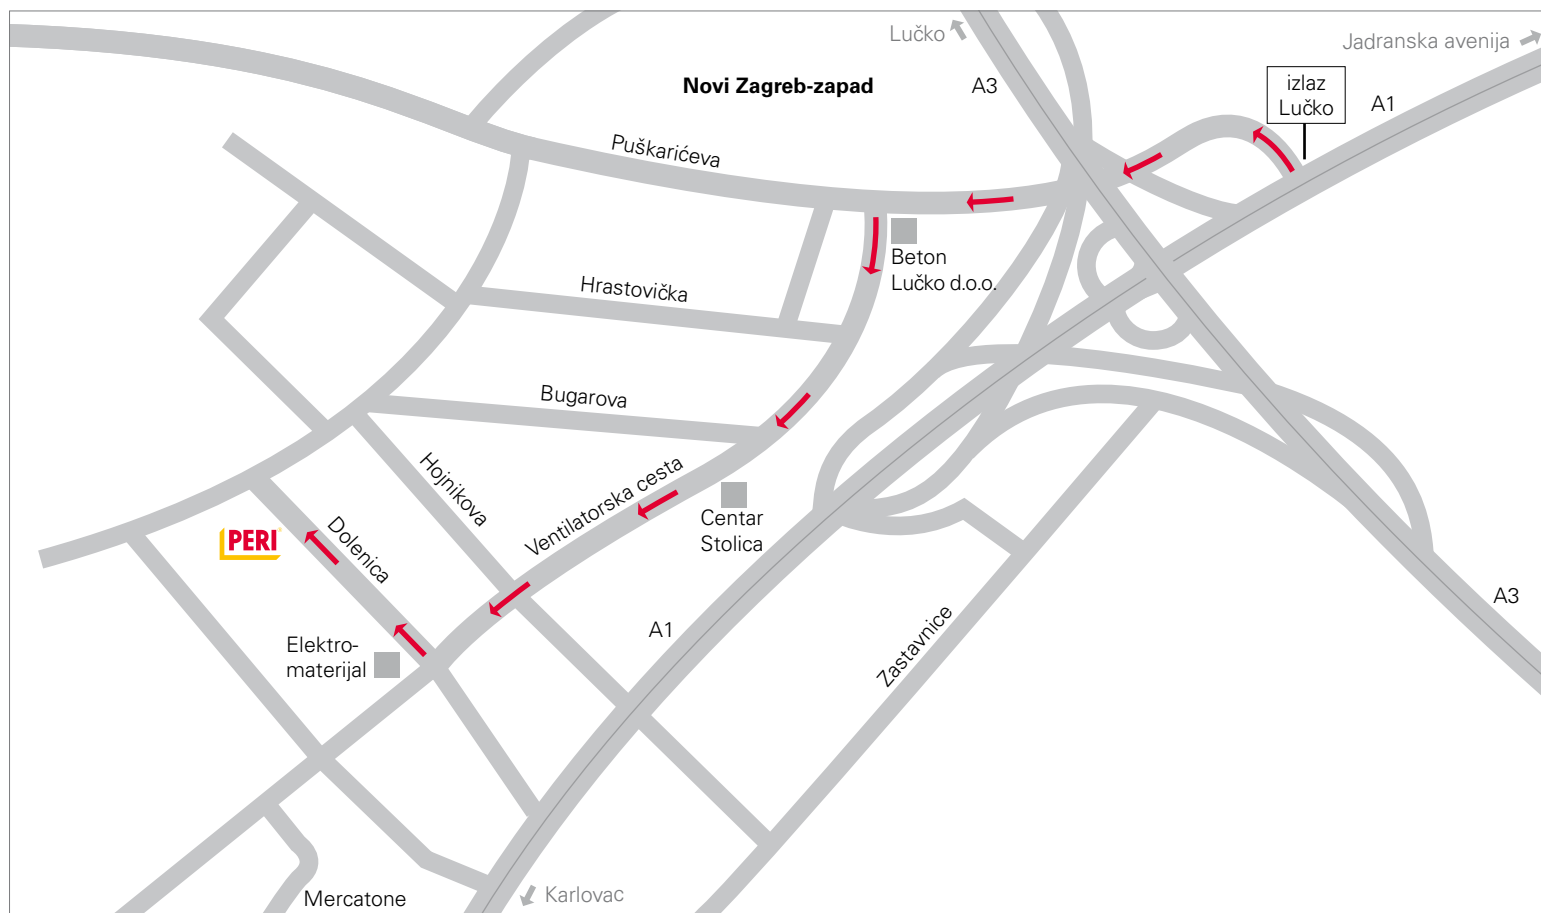 Lučko
Jadranska avenija
Novi Zagreb-zapad
A3
izlaz
Lučko
A1
Puškarićeva
Beton
Lučko d.o.o.
Hrastovička
Bugarova
Hojnikova
Ventilatorska cesta
Centar
Stolica
PERI
Dolenica
A3
A1
Zastavnice
Elektro-
materijal
Karlovac
Mercatone